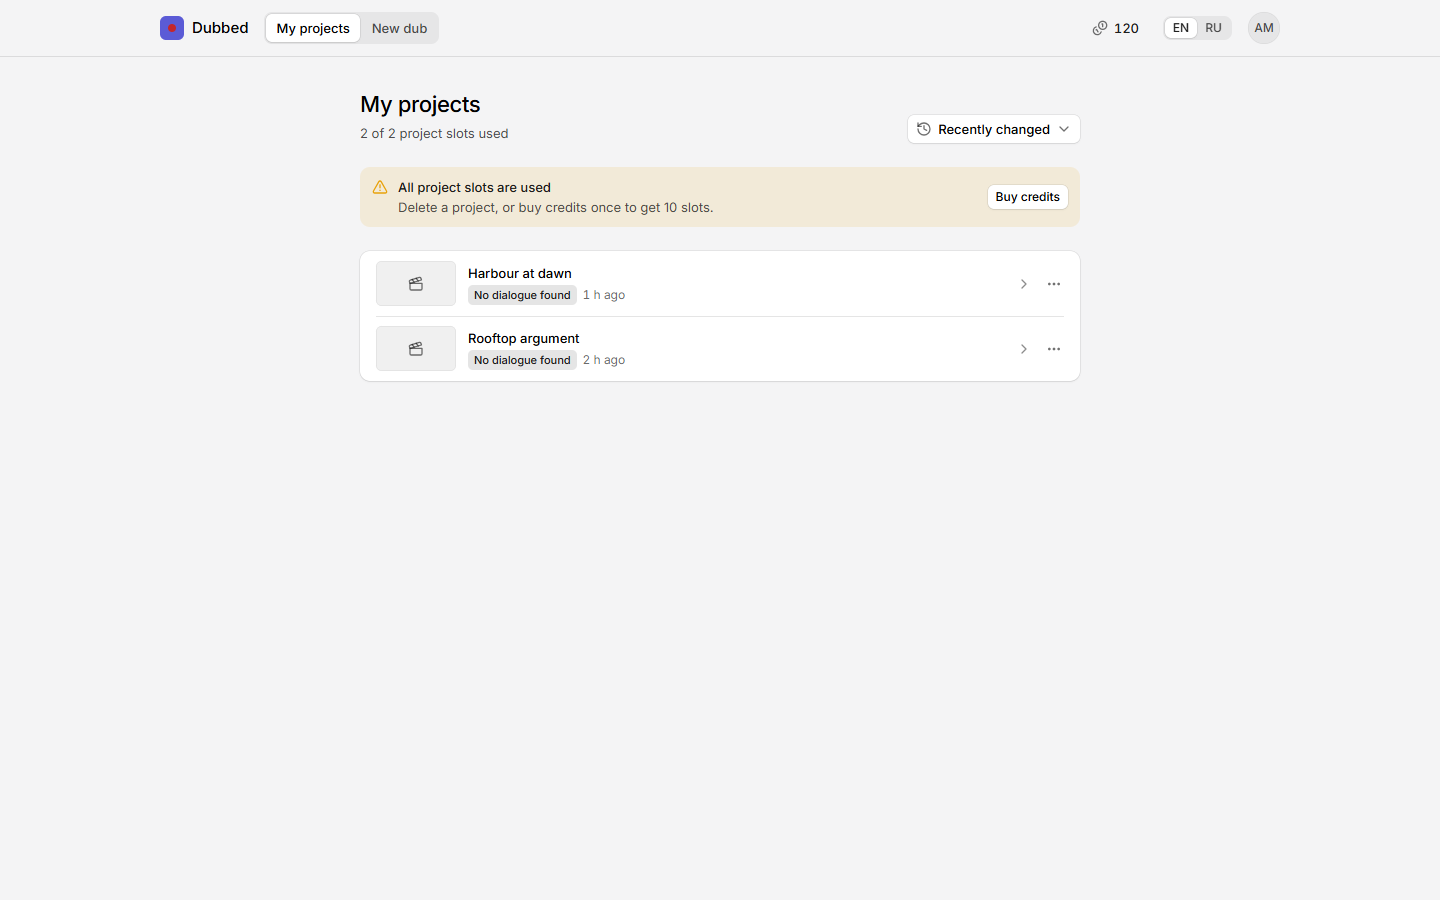 Dubbed
My projects
New dub
120
EN
RU
AM
My projects
2 of 2 project slots used
Recently changed
All project slots are used
Delete a project, or buy credits once to get 10 slots.
Buy credits
Harbour at dawn
No dialogue found 1 h ago
Rooftop argument
No dialogue found 2 h ago